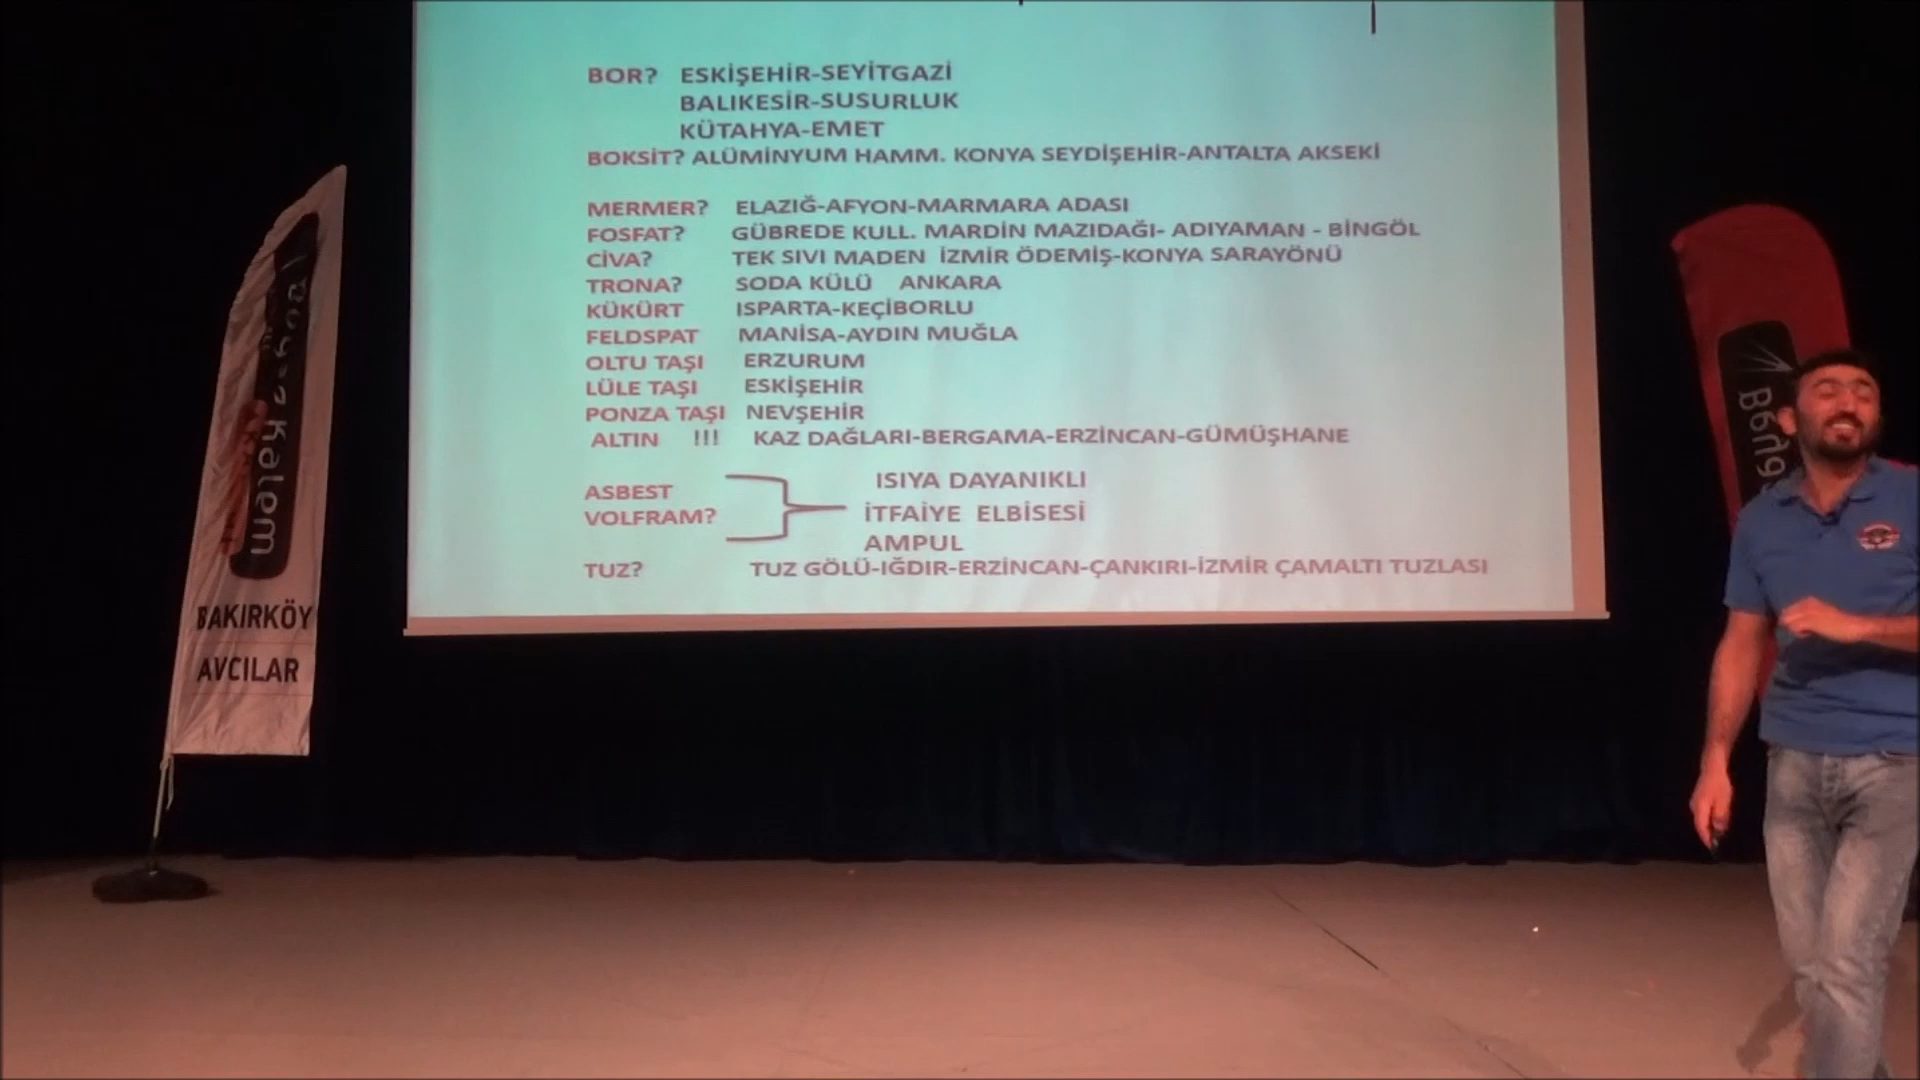 BOR? ESKİŞEHİR-SEYİTGAZİ
BALIKESİR-SUSURLUK
KÜTAHYA-EMET
BOKSİT? ALÜMİNYUM HAMM. KONYA SEYDİŞEHİR-ANTALTA AKSEKİ
MERMER? ELAZIĞ-AFYON-MARMARA ADASI
FOSFAT? GÜBREDE KULL. MARDİN MAZIDAĞI- ADIYAMAN - BİNGÖL
CİVA? TEK SIVI MADEN İZMİR ÖDEMİŞ-KONYA SARAYÖNÜ
TRONA? SODA KÜLÜ ANKARA
KÜKÜRT ISPARTA-KEÇİBORLU
FELDSPAT MANİSA-AYDIN MUĞLA
OLTU TAŞI ERZURUM
LÜLE TAŞI ESKİŞEHİR
PONZA TAŞI NEVŞEHİR
ALTIN !!! KAZ DAĞLARI-BERGAMA-ERZİNCAN-GÜMÜŞHANE
ISIYA DAYANIKLI
ASBEST
VOLFRAM? İTFAİYE ELBİSESİ
AMPUL
TUZ? TUZ GÖLÜ-IĞDIR-ERZİNCAN-ÇANKIRI-İZMİR ÇAMALTI TUZLASI
Beyaz Kalem
BAKIRKÖY
AVCILAR